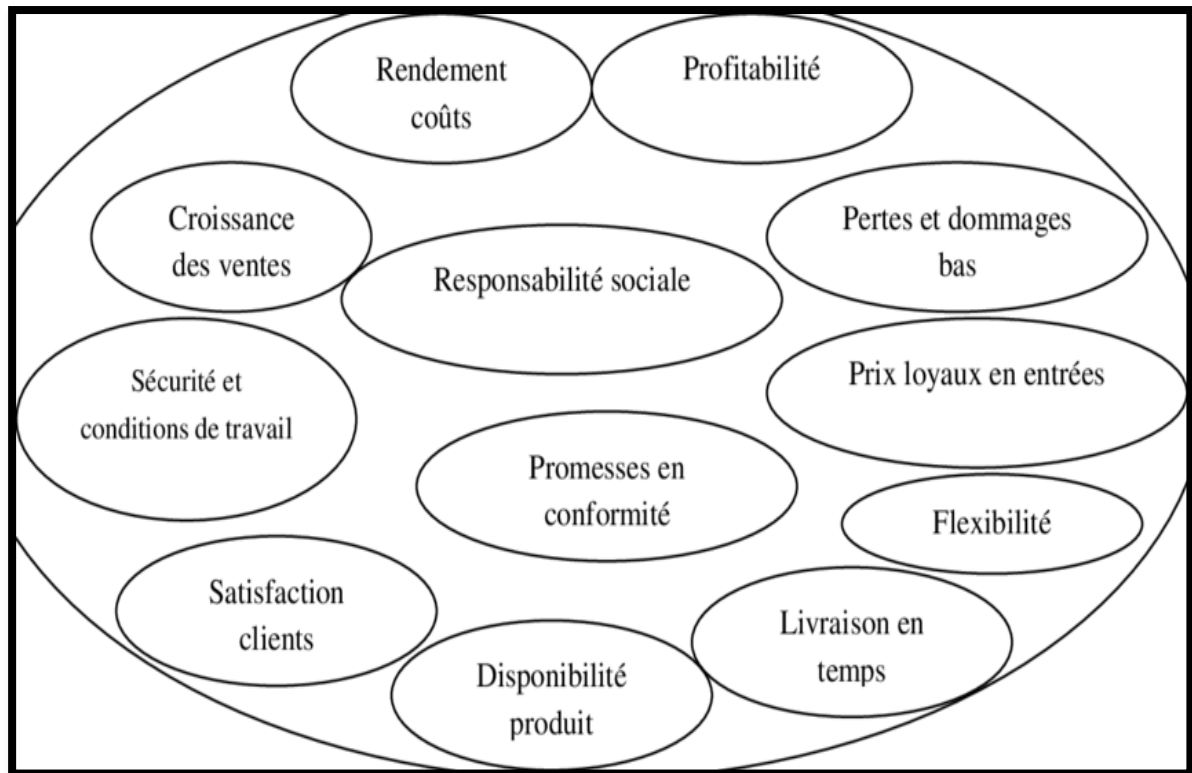 Rendement
coûts
Profitabilité
Croissance
des ventes
Pertes et dommages
bas
Responsabilité sociale
Sécurité et
conditions de travail
Prix loyaux en entrées
Promesses en
conformité
Flexibilité
Satisfaction
clients
Livraison en
temps
Disponibilité
produit